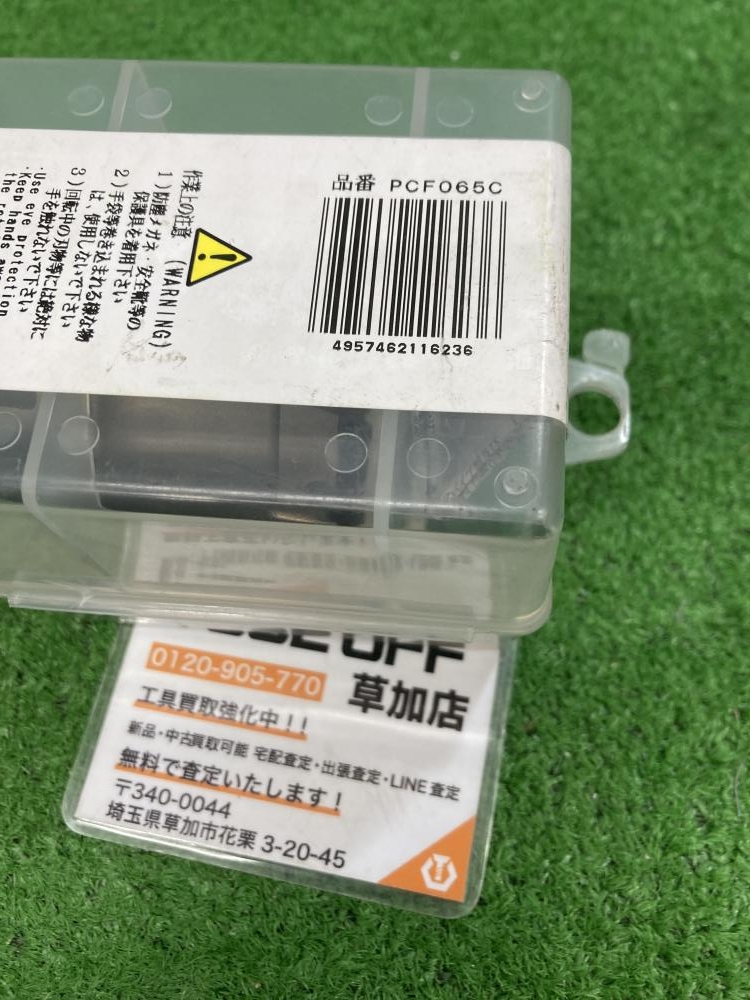 品番 PCF065C
4957462116236
作業上の注意 (WARNING)
1)防塵メガネ・安全靴等の
保護具を着用下さい
2)手袋等巻き込まれる様な物
は、使用しないで下さい
3)回転中の刃物等には絶対に
手を触れないで下さい
·Use eye protection
·Keep hands
OFF
0120-905-770
草加店
工具買取強化中!!
新品・中古買取可能 宅配査定・出張査定・LINE査定
無料で査定いたします!
〒340-0044
埼玉県草加市花栗 3-20-45